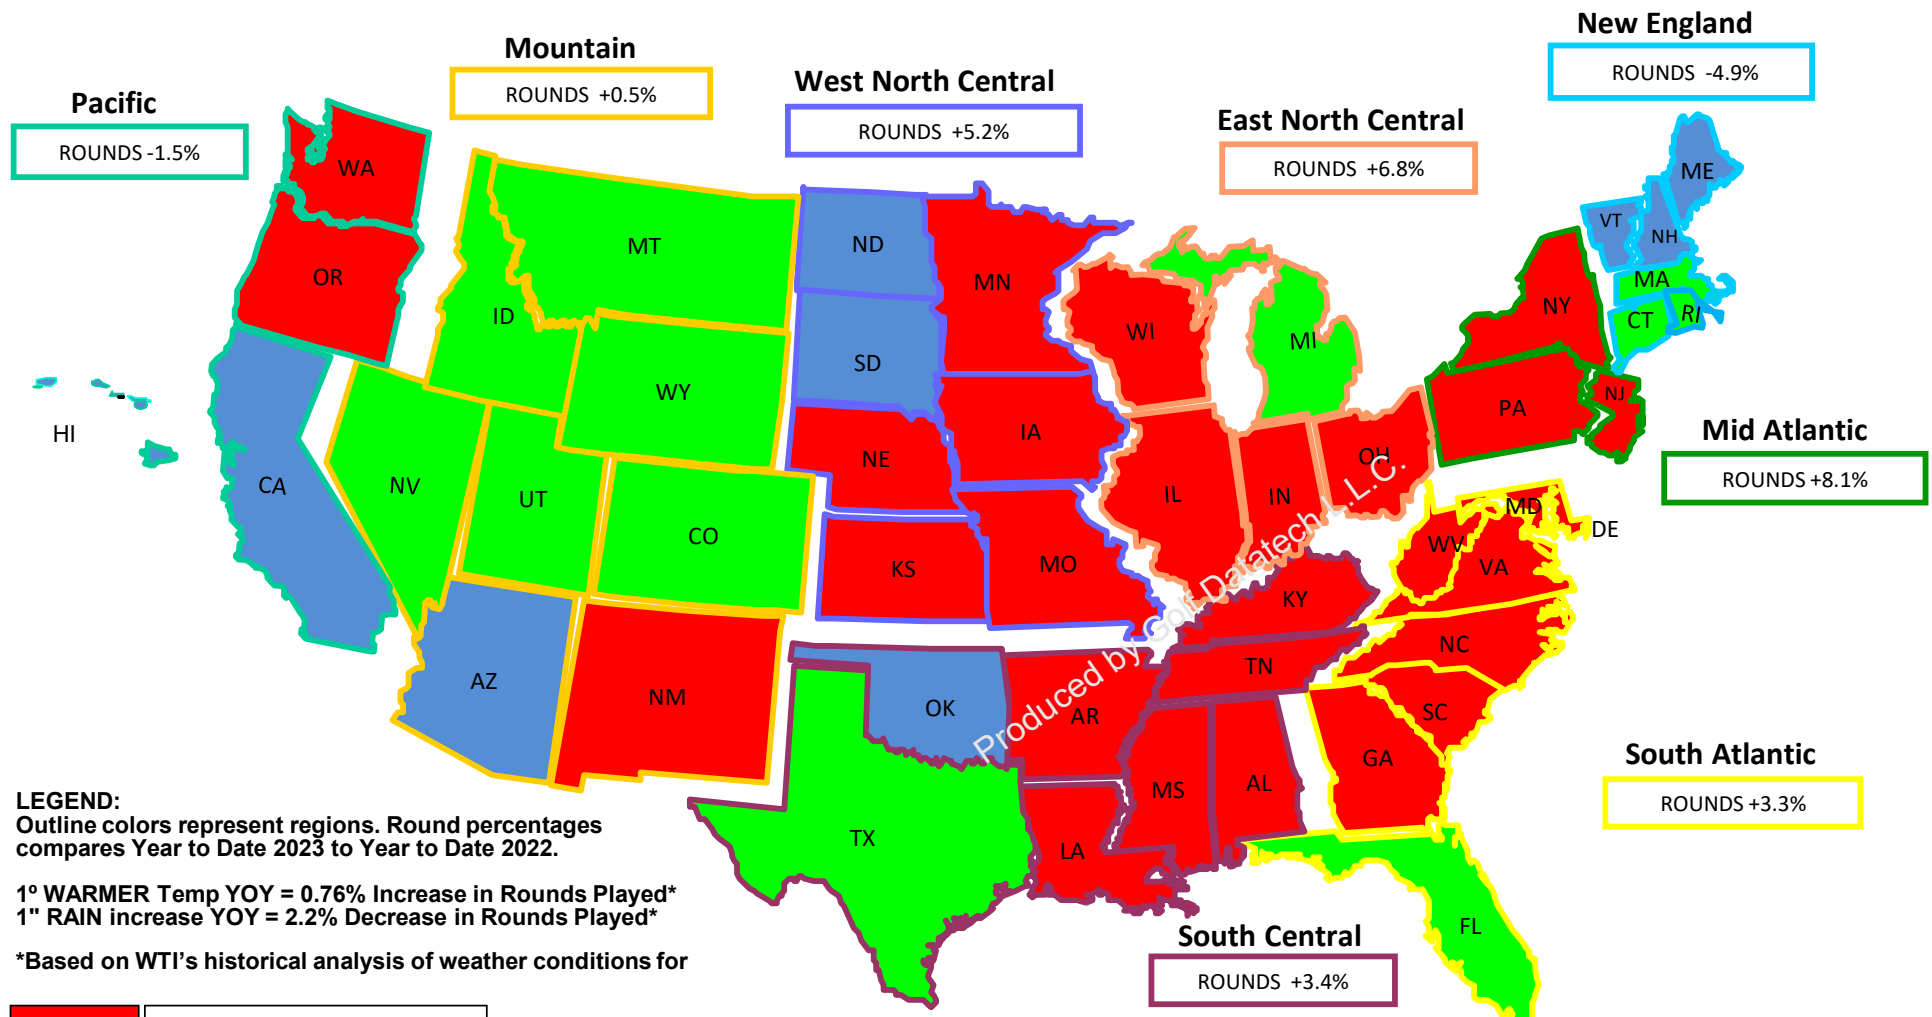 New England
ROUNDS -4.9%
Mountain
ROUNDS +0.5%
West North Central
ROUNDS +5.2%
Pacific
ROUNDS -1.5%
East North Central
ROUNDS +6.8%
WA
OR
MT
ID
WY
ND
SD
MN
WI
MI
ME
VT
NH
MA
CT
RI
NY
PA
NJ
HI
CA
NV
UT
CO
NE
IA
KS
MO
IL
IN
OH
Mid Atlantic
ROUNDS +8.1%
MD
DE
WV
VA
KY
NC
TN
SC
AZ
NM
OK
AR
GA
MS
AL
TX
LA
FL
Produced by Golf Datatech L.L.C.
South Atlantic
ROUNDS +3.3%
South Central
ROUNDS +3.4%
LEGEND:
Outline colors represent regions. Round percentages
compares Year to Date 2023 to Year to Date 2022.
1º WARMER Temp YOY = 0.76% Increase in Rounds Played*
1" RAIN increase YOY = 2.2% Decrease in Rounds Played*
*Based on WTI’s historical analysis of weather conditions for